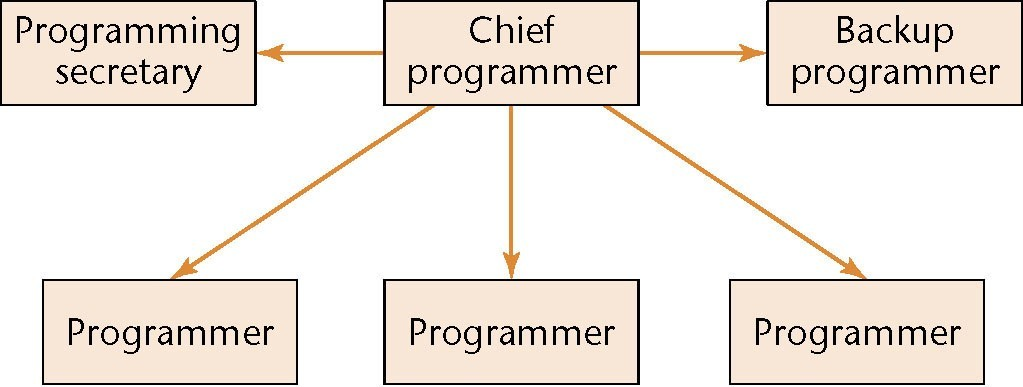 Programming
secretary
Chief
programmer
Backup
programmer
Programmer
Programmer
Programmer